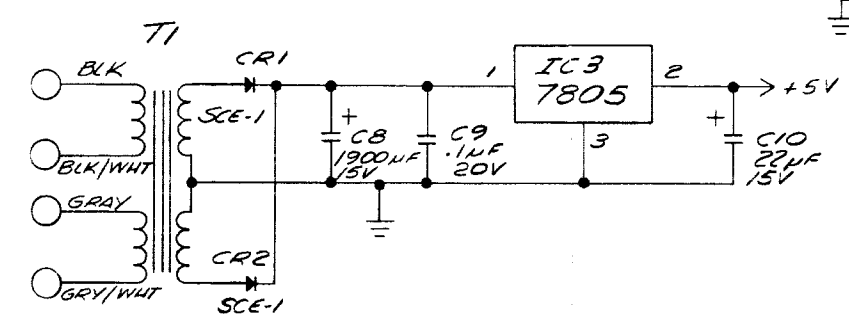 T1
BLK
BLK/WHT
GRAY
GRY/WHT
CR1
SCE-1
CR2
SCE-1
+
C8
1900µF
15V
C9
.1µF
20V
1
IC3
7805
2
3
+5V
+
C10
22µF
15V